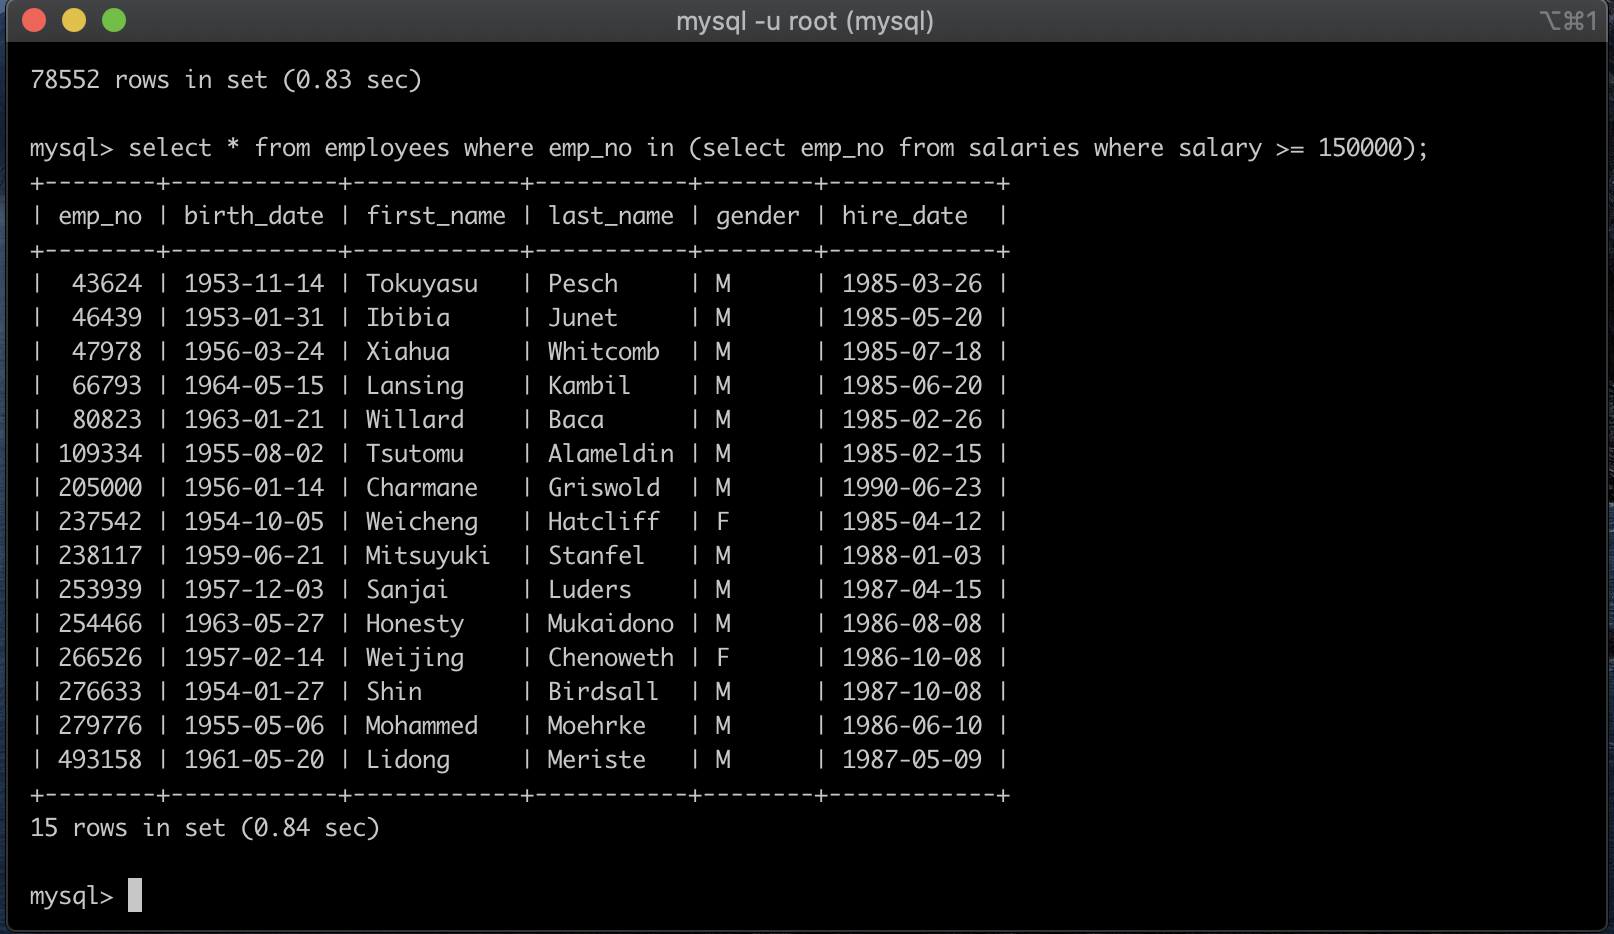 mysql -u root (mysql)
⌥⌘1
78552 rows in set (0.83 sec)
mysql> select * from employees where emp_no in (select emp_no from salaries where salary >= 150000);
+--------+------------+------------+-----------+--------+------------+
| emp_no | birth_date | first_name | last_name | gender | hire_date  |
+--------+------------+------------+-----------+--------+------------+
|  43624 | 1953-11-14 | Tokuyasu   | Pesch     | M      | 1985-03-26 |
|  46439 | 1953-01-31 | Ibibia     | Junet     | M      | 1985-05-20 |
|  47978 | 1956-03-24 | Xiahua     | Whitcomb  | M      | 1985-07-18 |
|  66793 | 1964-05-15 | Lansing    | Kambil    | M      | 1985-06-20 |
|  80823 | 1963-01-21 | Willard    | Baca      | M      | 1985-02-26 |
| 109334 | 1955-08-02 | Tsutomu    | Alameldin | M      | 1985-02-15 |
| 205000 | 1956-01-14 | Charmane   | Griswold  | M      | 1990-06-23 |
| 237542 | 1954-10-05 | Weicheng   | Hatcliff  | F      | 1985-04-12 |
| 238117 | 1959-06-21 | Mitsuyuki  | Stanfel   | M      | 1988-01-03 |
| 253939 | 1957-12-03 | Sanjai     | Luders    | M      | 1987-04-15 |
| 254466 | 1963-05-27 | Honesty    | Mukaidono | M      | 1986-08-08 |
| 266526 | 1957-02-14 | Weijing    | Chenoweth | F      | 1986-10-08 |
| 276633 | 1954-01-27 | Shin       | Birdsall  | M      | 1987-10-08 |
| 279776 | 1955-05-06 | Mohammed   | Moehrke   | M      | 1986-06-10 |
| 493158 | 1961-05-20 | Lidong     | Meriste   | M      | 1987-05-09 |
+--------+------------+------------+-----------+--------+------------+
15 rows in set (0.84 sec)
mysql>